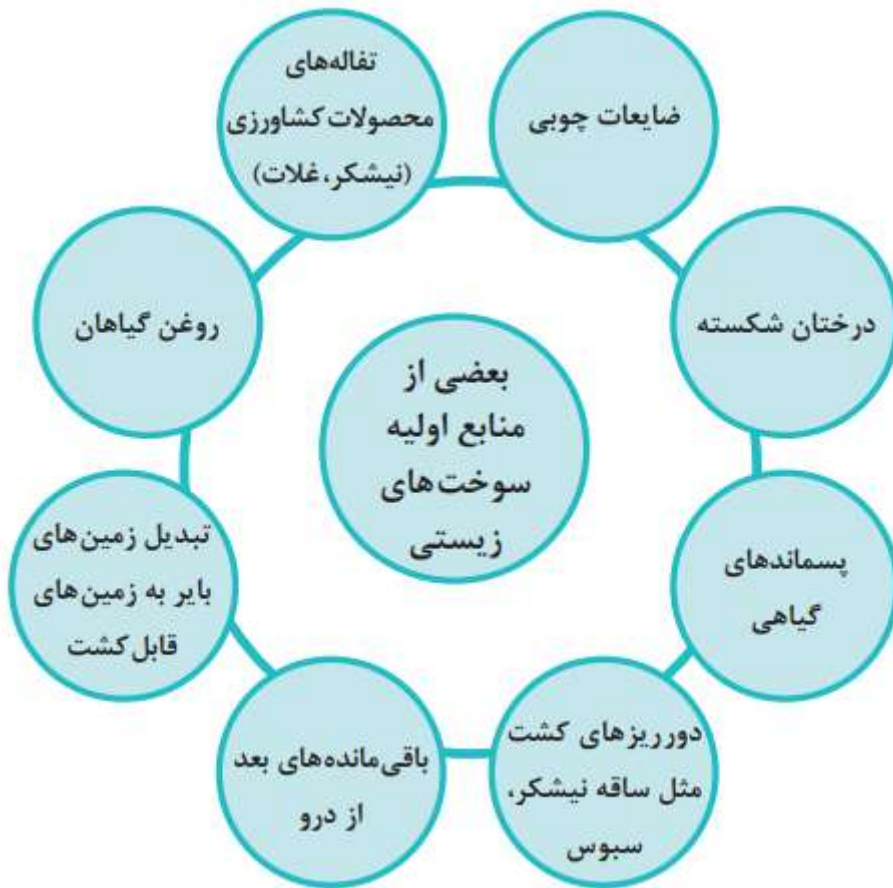 بعضی از
منابع اولیه
سوخت‌های
زیستی
ضایعات چوبی
درختان شکسته
پسماندهای
گیاهی
دورریزهای کشت
مثل ساقه نیشکر،
سبوس
باقی‌مانده‌های بعد
از درو
تبدیل زمین‌های
بایر به زمین‌های
قابل‌کشت
روغن گیاهان
تفاله‌های
محصولات کشاورزی
(نیشکر، غلات)